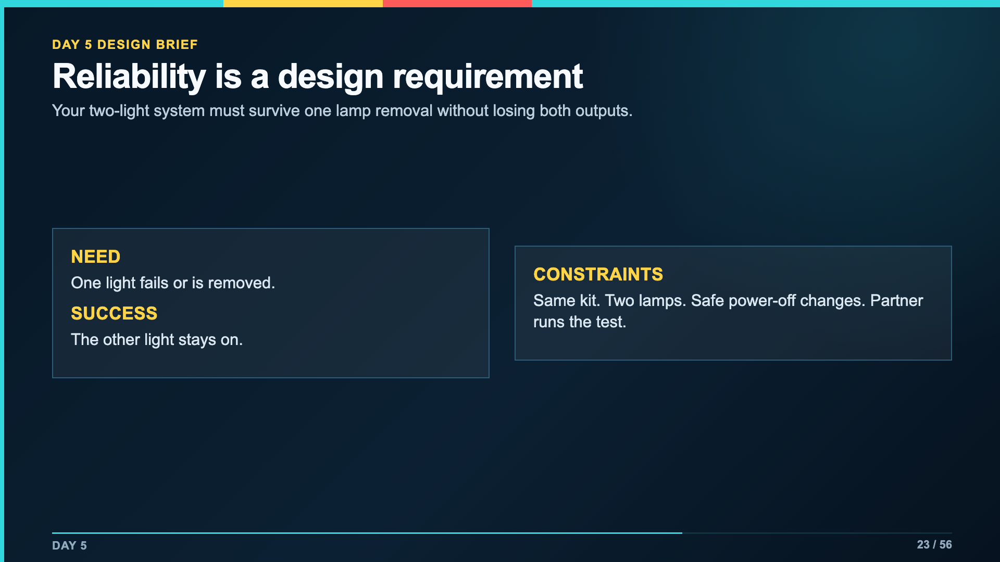 DAY 5 DESIGN BRIEF
Reliability is a design requirement
Your two-light system must survive one lamp removal without losing both outputs.
NEED
One light fails or is removed.
SUCCESS
The other light stays on.
CONSTRAINTS
Same kit. Two lamps. Safe power-off changes. Partner
runs the test.
DAY 5
23 / 56